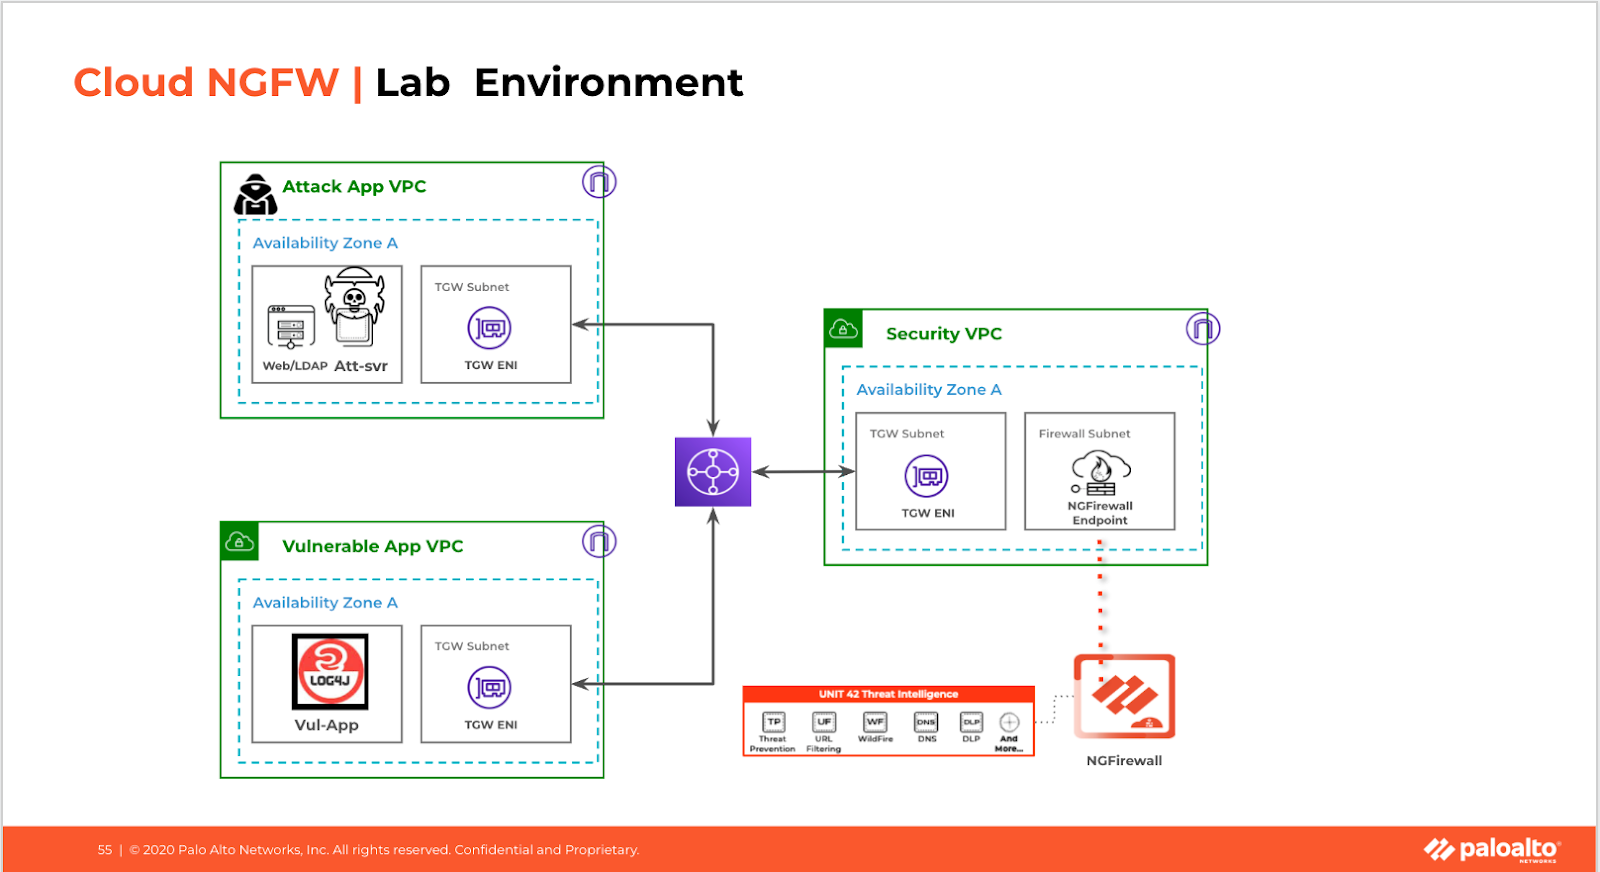 Cloud NGFW | Lab Environment
Attack App VPC
Availability Zone A
Web/LDAP Att-svr
TGW Subnet
TGW ENI
Security VPC
Availability Zone A
TGW Subnet
TGW ENI
Firewall Subnet
NGFirewall
Endpoint
Vulnerable App VPC
Availability Zone A
LOG4J
Vul-App
TGW Subnet
TGW ENI
UNIT 42 Threat Intelligence
TP
Threat
Prevention
UF
URL
Filtering
WF
WildFire
DNS
DNS
DLP
DLP
And
More...
NGFirewall
55 | © 2020 Palo Alto Networks, Inc. All rights reserved. Confidential and Proprietary.
paloalto®
NETWORKS